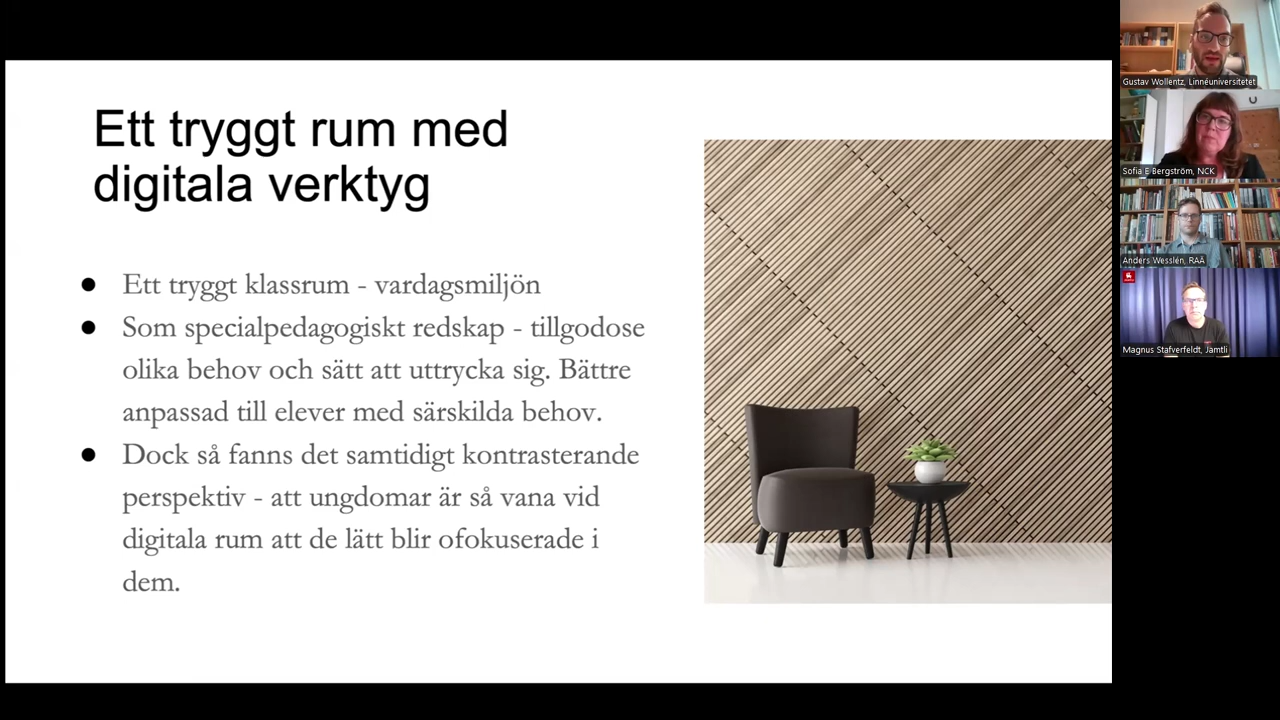 Ett tryggt rum med
digitala verktyg
● Ett tryggt klassrum - vardagsmiljön
● Som specialpedagogiskt redskap - tillgodose
olika behov och sätt att uttrycka sig. Bättre
anpassad till elever med särskilda behov.
● Dock så fanns det samtidigt kontrasterande
perspektiv - att ungdomar är så vana vid
digitala rum att de lätt blir ofokuserade i
dem.
Gustav Wollentz, Linnéuniversitetet
Sofia E Bergström, NCK
Anders Wesslén, RAÄ
Magnus Stafverfeldt, Jamtli